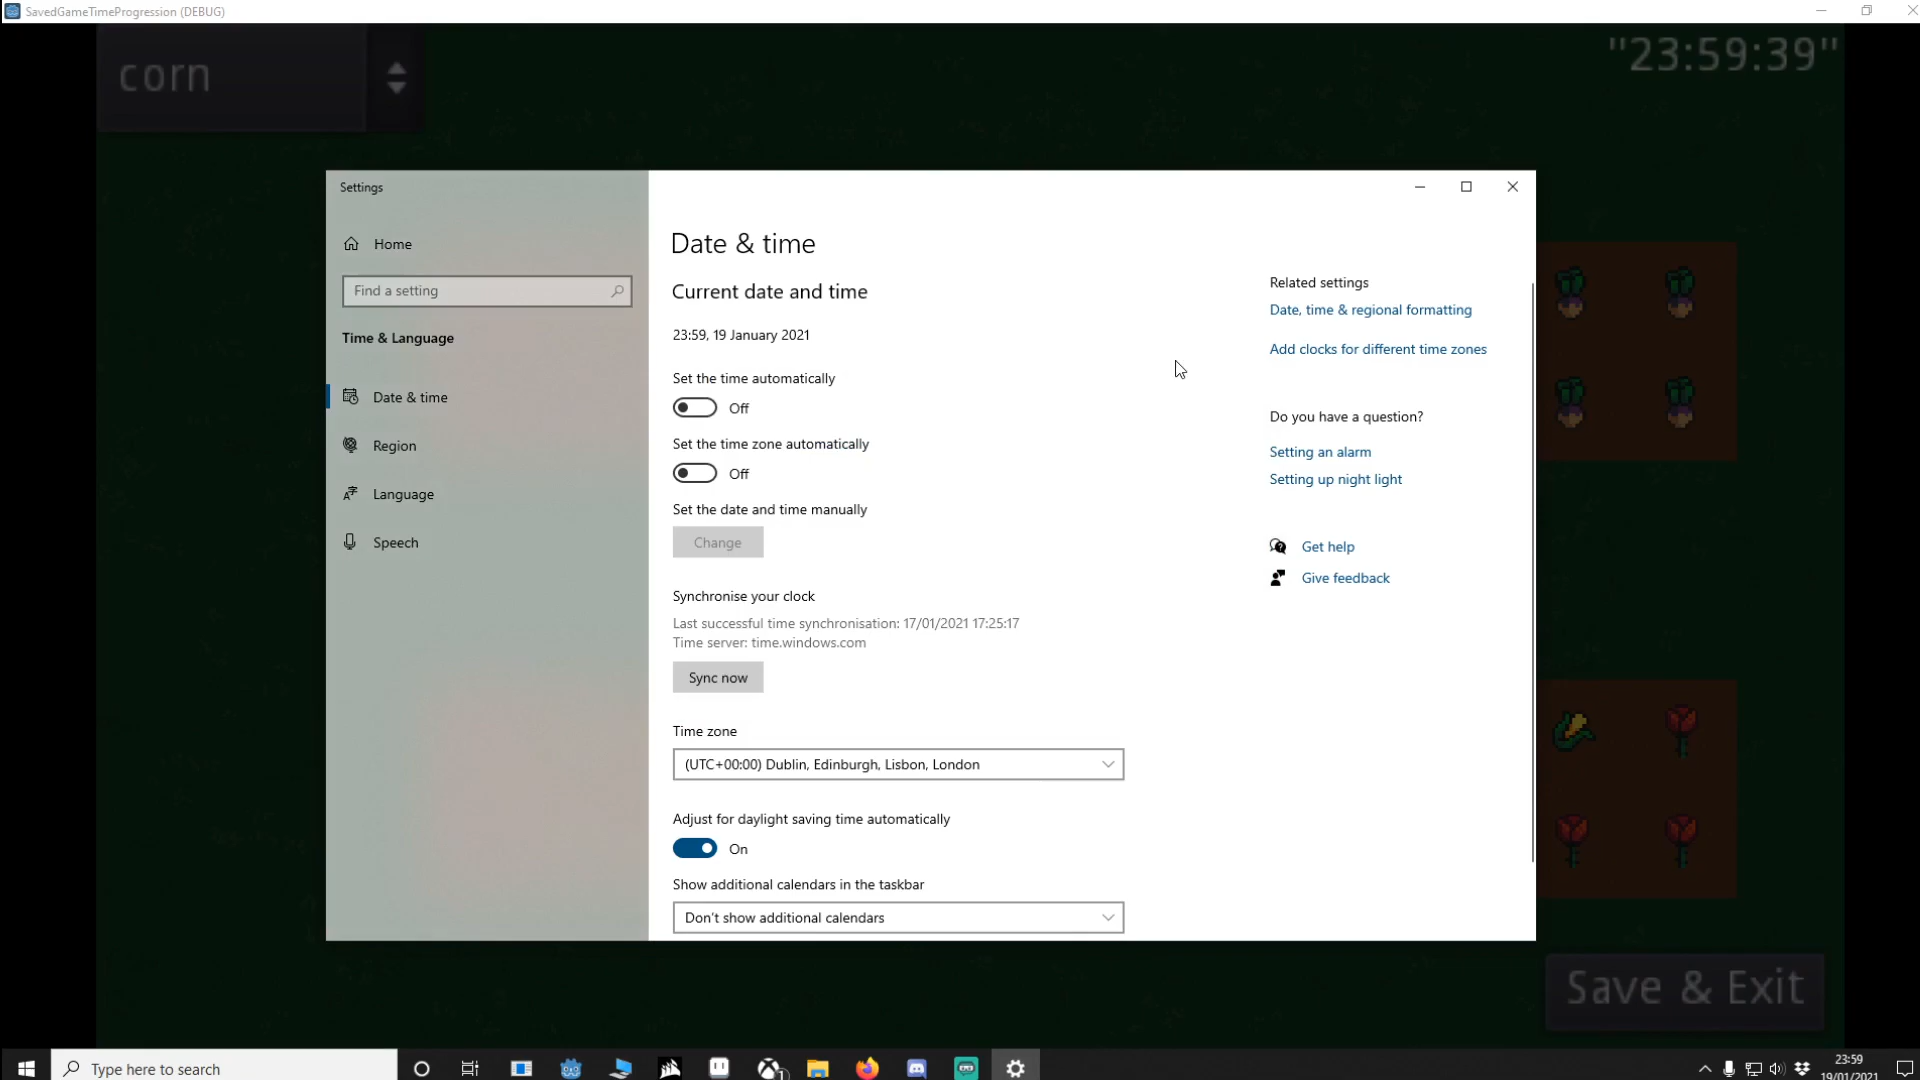 SavedGameTimeProgression (DEBUG)
corn
"23:59:39"
Settings
Home
Find a setting
Time & Language
Date & time
Region
Language
Speech
Date & time
Current date and time
23:59, 19 January 2021
Set the time automatically
Off
Set the time zone automatically
Off
Set the date and time manually
Change
Synchronise your clock
Last successful time synchronisation: 17/01/2021 17:25:17
Time server: time.windows.com
Sync now
Time zone
(UTC+00:00) Dublin, Edinburgh, Lisbon, London
Adjust for daylight saving time automatically
On
Show additional calendars in the taskbar
Don't show additional calendars
Related settings
Date, time & regional formatting
Add clocks for different time zones
Do you have a question?
Setting an alarm
Setting up night light
Get help
Give feedback
Save & Exit
Type here to search
1
23:59
19/01/2021